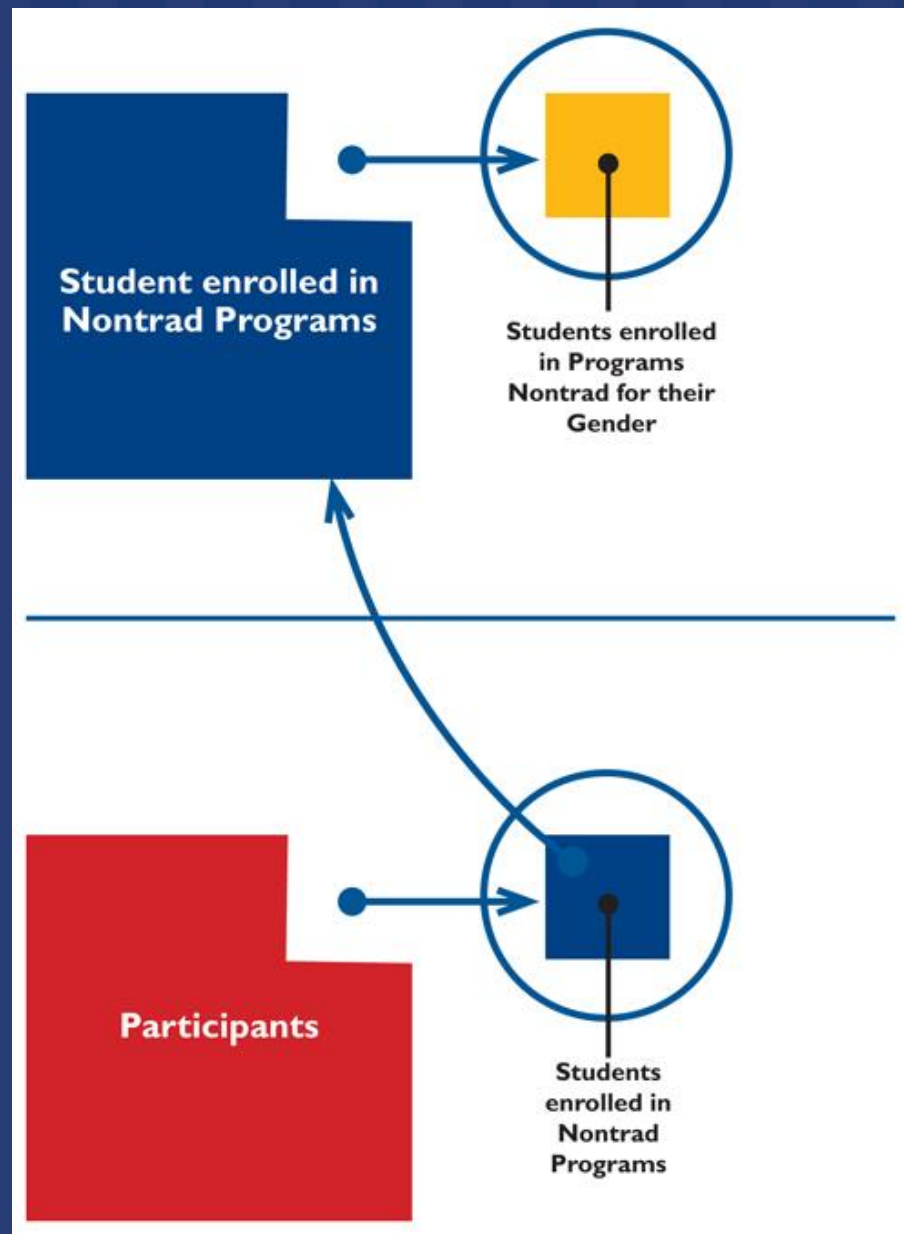 Student enrolled in
Nontrad Programs
Students enrolled
in Programs
Nontrad for their
Gender
Participants
Students
enrolled in
Nontrad
Programs